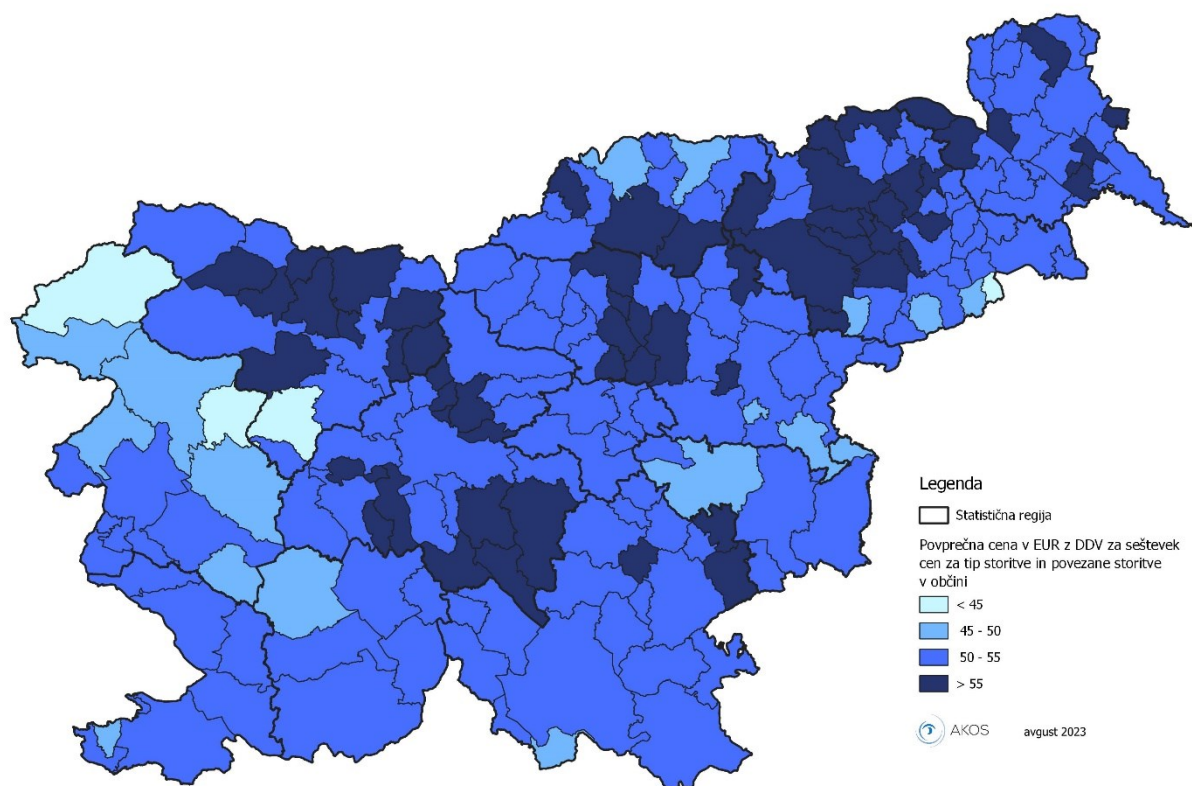 Legenda
Statistična regija
Povprečna cena v EUR z DDV za seštevek
cen za tip storitve in povezane storitve
v občini
< 45
45 - 50
50 - 55
> 55
AKOS
avgust 2023